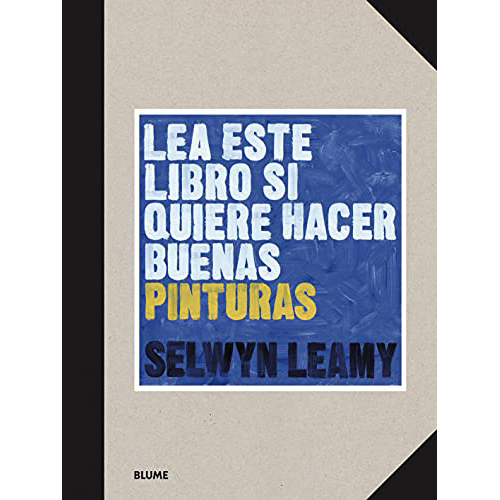 LEA ESTE
LIBRO SI
QUIERE HACER
BUENAS
PINTURAS
SELWYN LEAMY
BLUME